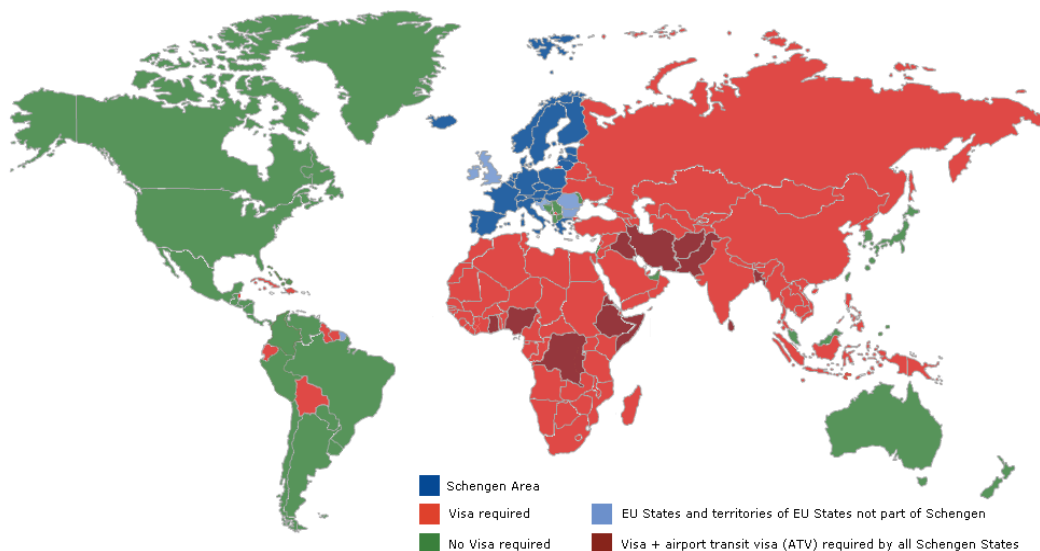 Schengen Area
Visa required
EU States and territories of EU States not part of Schengen
No Visa required
Visa + airport transit visa (ATV) required by all Schengen States